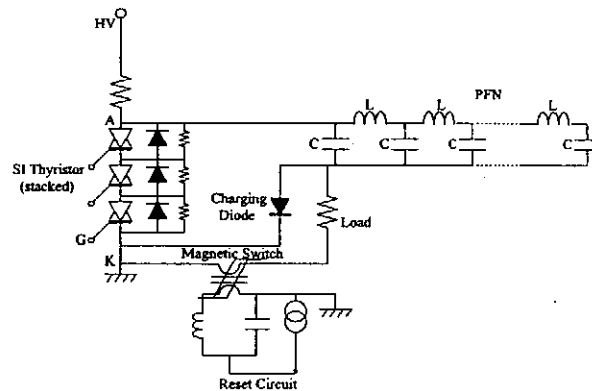 HV
PFN
L L L
A
C C C C
SI Thyristor
(stacked)
Charging
Diode
Load
G
K
Magnetic Switch
Reset Circuit